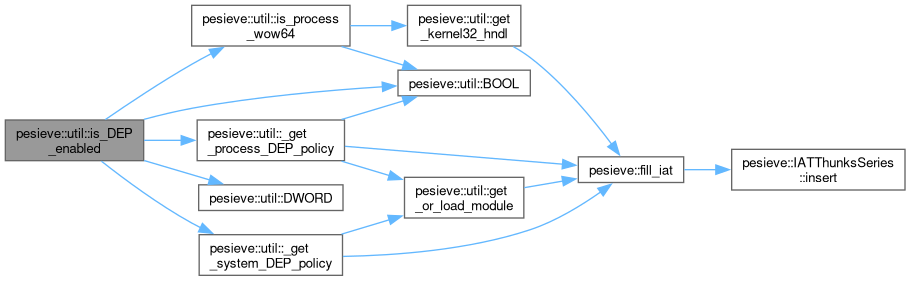 pesieve::util::is_DEP
_enabled
pesieve::util::is_process
_wow64
pesieve::util::BOOL
pesieve::util::_get
_process_DEP_policy
pesieve::util::DWORD
pesieve::util::_get
_system_DEP_policy
pesieve::util::get
_kernel32_hndl
pesieve::util::get
_or_load_module
pesieve::fill_iat
pesieve::IATThunksSeries
::insert